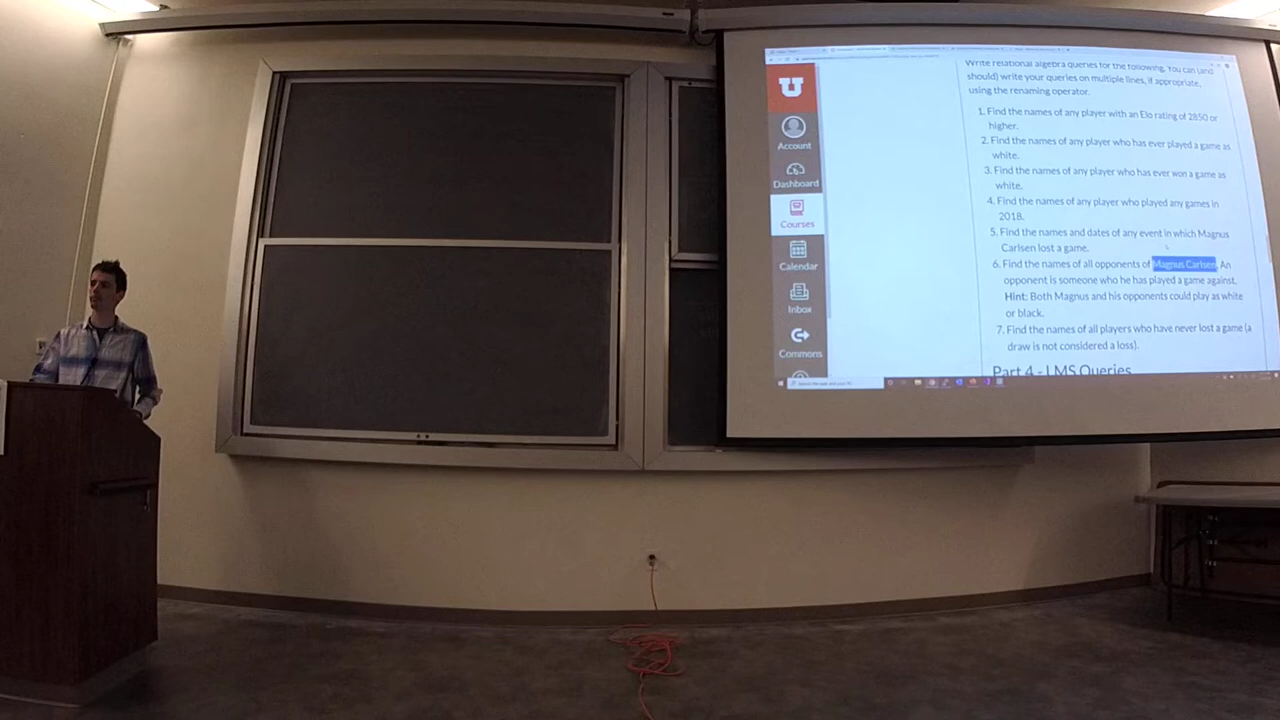 U
Account
Dashboard
Courses
Calendar
Inbox
Commons
Write relational algebra queries for the following. You can (and
should) write your queries on multiple lines, if appropriate,
using the renaming operator.
1. Find the names of any player with an Elo rating of 2850 or
higher.
2. Find the names of any player who has ever played a game as
white.
3. Find the names of any player who has ever won a game as
white.
4. Find the names of any player who played any games in
2018.
5. Find the names and dates of any event in which Magnus
Carlsen lost a game.
6. Find the names of all opponents of Magnus Carlsen. An
opponent is someone who he has played a game against.
Hint: Both Magnus and his opponents could play as white
or black.
7. Find the names of all players who have never lost a game (a
draw is not considered a loss).
Part 4 - LMS Queries